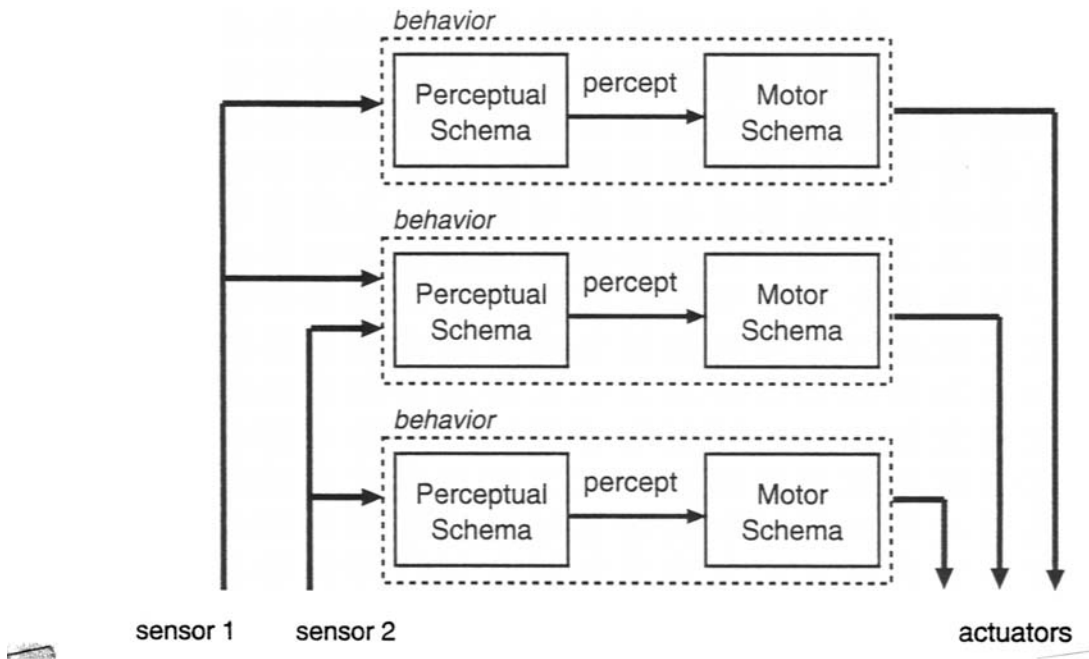 behavior
Perceptual
Schema
percept
Motor
Schema
behavior
Perceptual
Schema
percept
Motor
Schema
behavior
Perceptual
Schema
percept
Motor
Schema
sensor 1
sensor 2
actuators